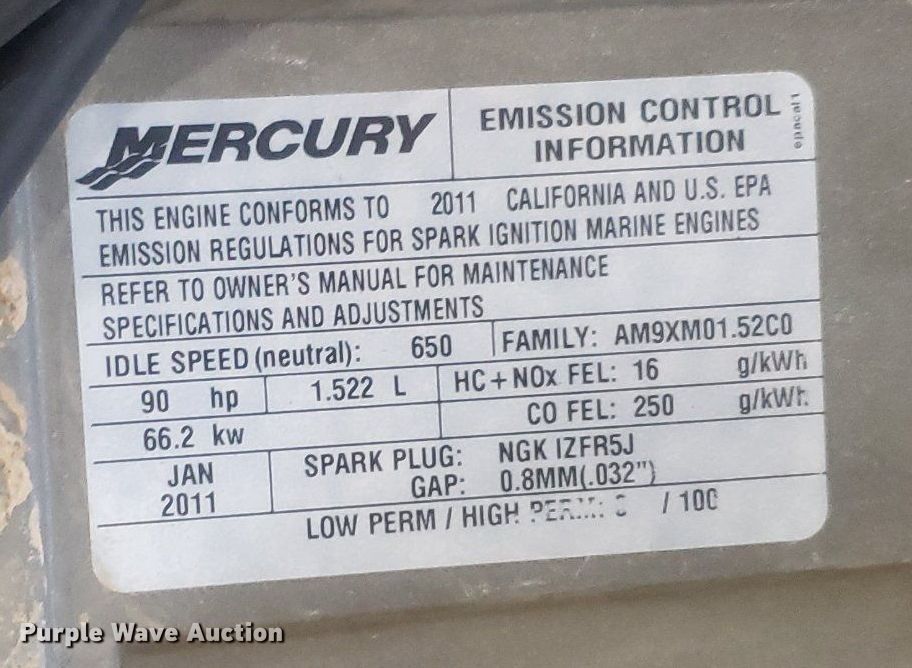 MERCURY
EMISSION CONTROL
INFORMATION
epacal1
THIS ENGINE CONFORMS TO 2011 CALIFORNIA AND U.S. EPA
EMISSION REGULATIONS FOR SPARK IGNITION MARINE ENGINES
REFER TO OWNER'S MANUAL FOR MAINTENANCE
SPECIFICATIONS AND ADJUSTMENTS
IDLE SPEED (neutral): 650 FAMILY: AM9XM01.52C0
90 hp 1.522 L HC+NOx FEL: 16 g/kWh
66.2 kw CO FEL: 250 g/kWh
JAN
2011
SPARK PLUG: NGK IZFR5J
GAP: 0.8MM(.032")
LOW PERM / HIGH PERM: / 100
Purple Wave Auction